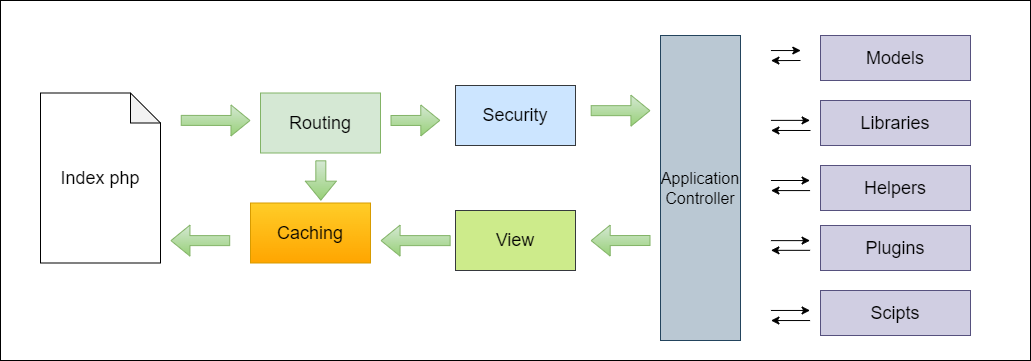 Index php
Routing
Security
Caching
View
Application
Controller
Models
Libraries
Helpers
Plugins
Scipts